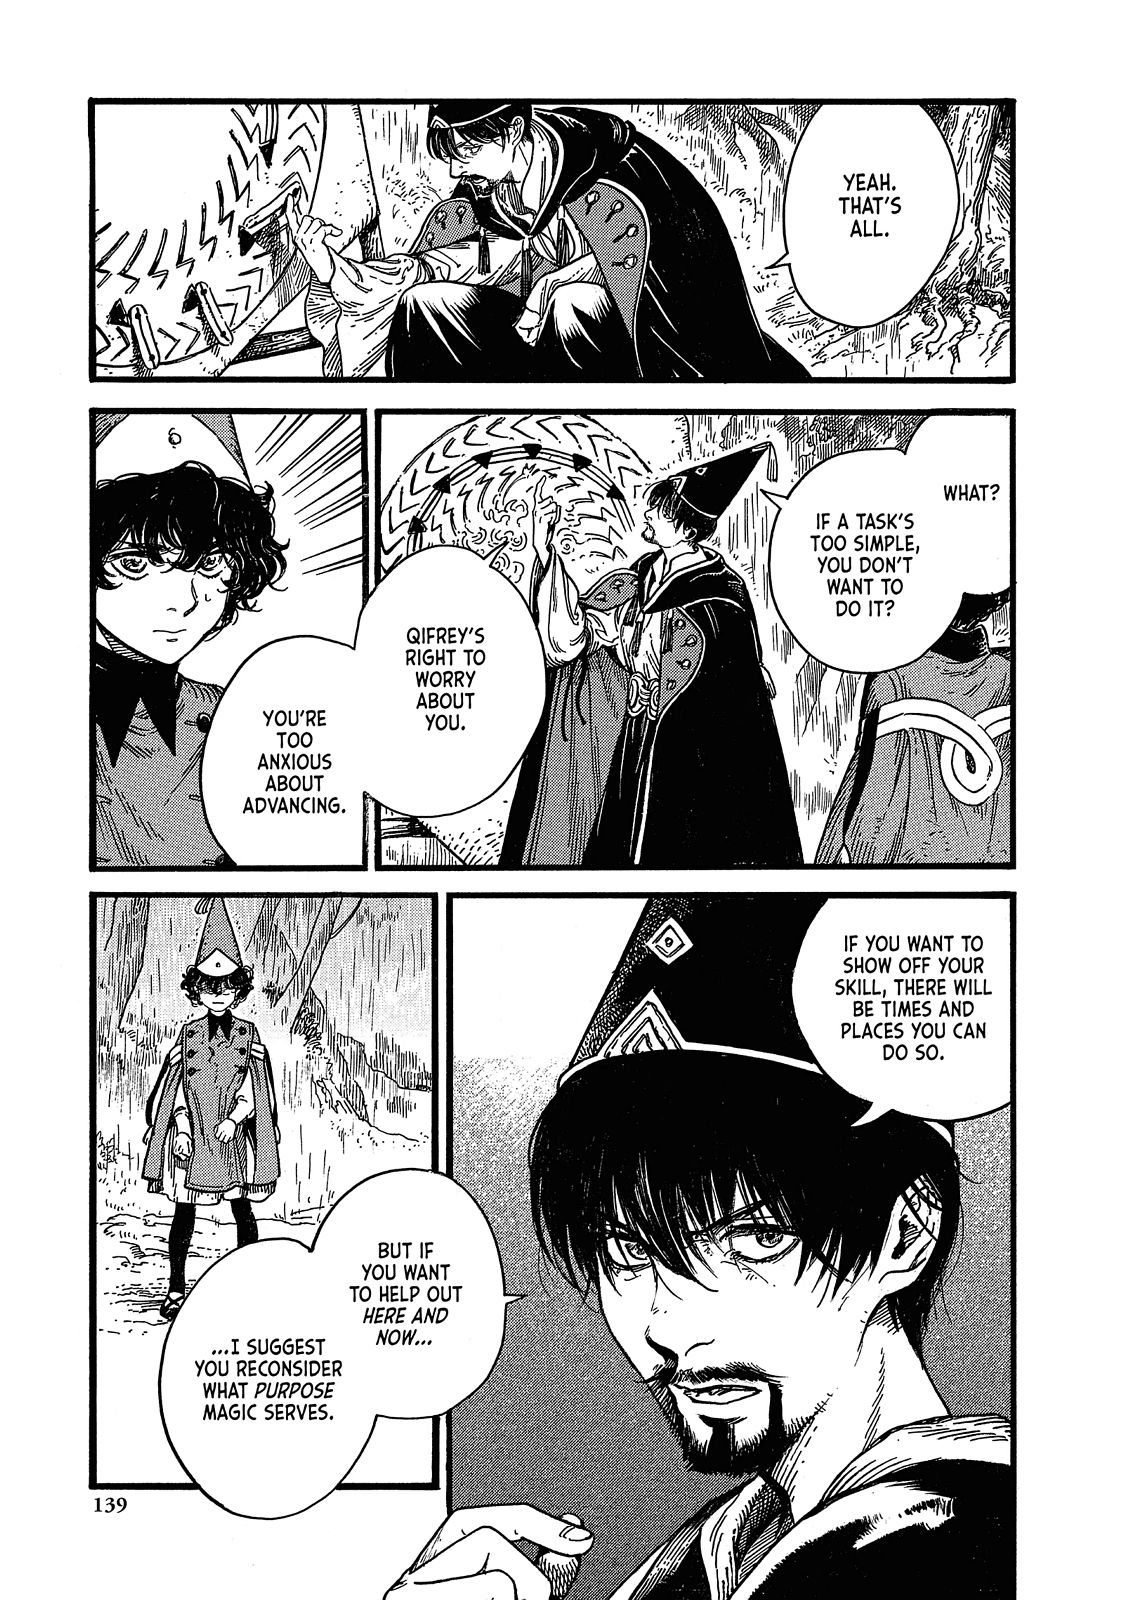 YEAH.
THAT'S
ALL.
WHAT?
IF A TASK'S
TOO SIMPLE,
YOU DON'T
WANT TO
DO IT?
QIFREY'S
RIGHT TO
WORRY
ABOUT
YOU.
YOU'RE
TOO
ANXIOUS
ABOUT
ADVANCING.
IF YOU WANT TO
SHOW OFF YOUR
SKILL, THERE WILL
BE TIMES AND
PLACES YOU CAN
DO SO.
BUT IF
YOU WANT
TO HELP OUT
HERE AND
NOW...
...I SUGGEST
YOU RECONSIDER
WHAT PURPOSE
MAGIC SERVES.
139